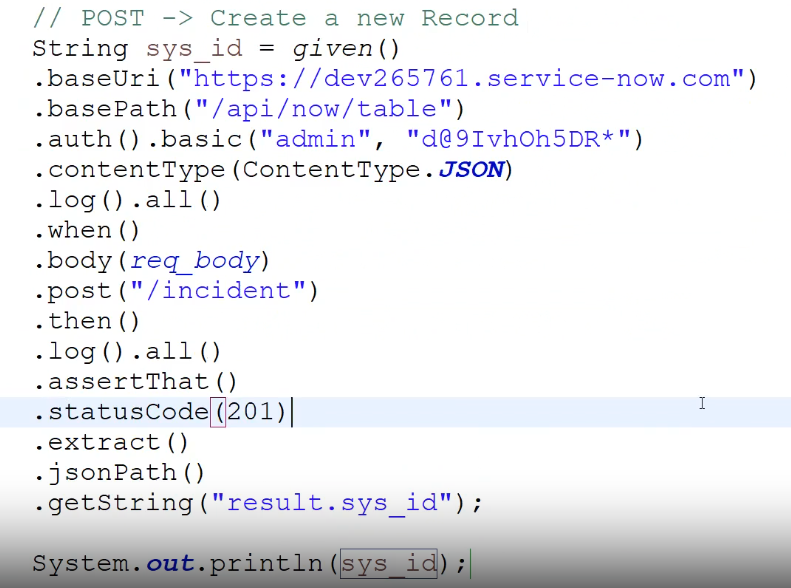 // POST -> Create a new Record
String sys_id = given()
.baseUri("https://dev265761.service-now.com")
.basePath("/api/now/table")
.auth().basic("admin", "d@9IvhOh5DR*")
.contentType(ContentType.JSON)
.log().all()
.when()
.body(req_body)
.post("/incident")
.then()
.log().all()
.assertThat()
.statusCode(201)
.extract()
.jsonPath()
.getString("result.sys_id");
System.out.println(sys_id);